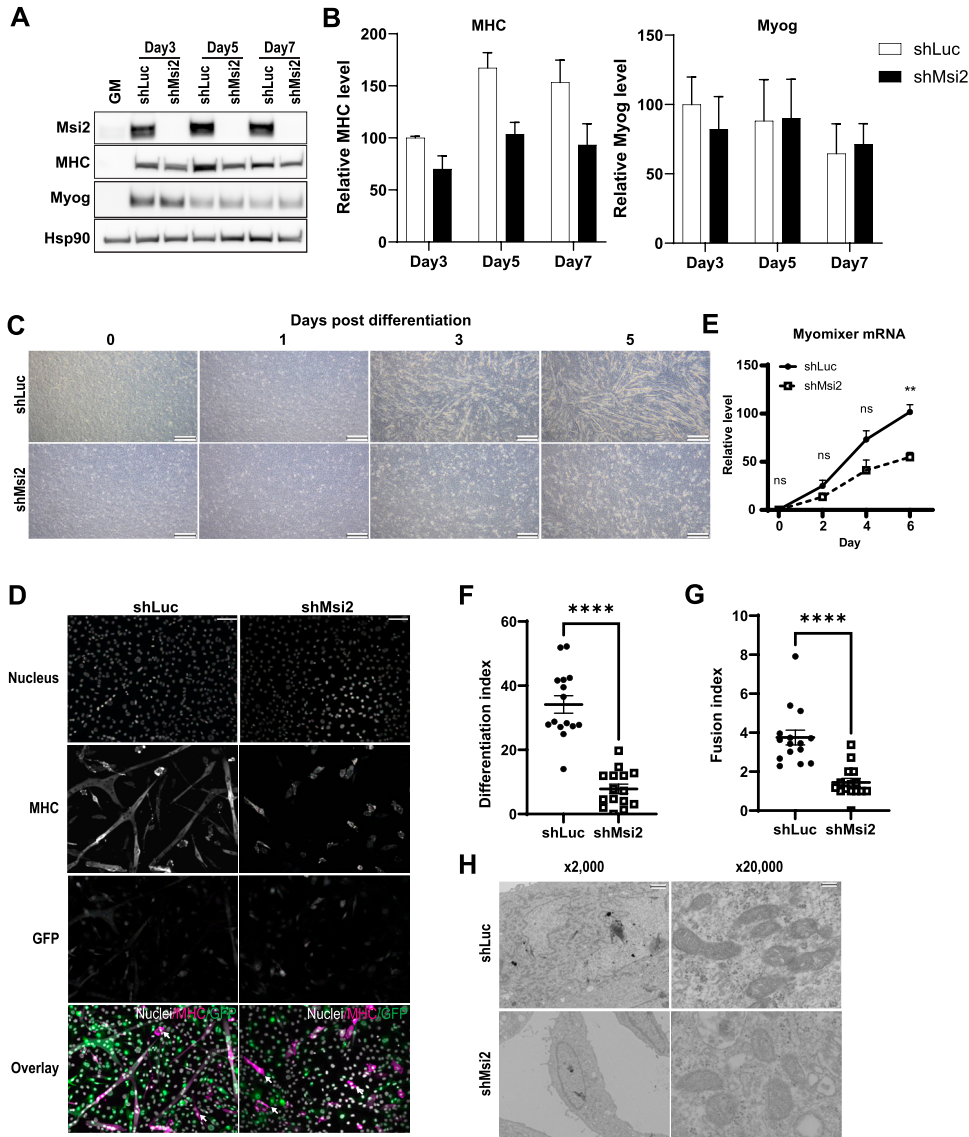 A
Day3 Day5 Day7
GM shLuc shMsi2 shLuc shMsi2 shLuc shMsi2
Msi2
MHC
Myog
Hsp90
B
MHC
Relative MHC level
200
150
100
50
0
Day3 Day5 Day7
Myog
Relative Myog level
150
100
50
0
Day3 Day5 Day7
shLuc
shMsi2
C
Days post differentiation
0 1 3 5
shLuc
shMsi2
E
Myomixer mRNA
shLuc
shMsi2
Relative level
150
100
50
0
ns ns ns **
0 2 4 6
Day
D
shLuc shMsi2
Nucleus
MHC
GFP
Overlay
Nuclei/MHC/GFP Nuclei/MHC/GFP
F
****
Differentiation index
60
40
20
0
shLuc shMsi2
G
****
Fusion index
10
8
6
4
2
0
shLuc shMsi2
H
x2,000 x20,000
shLuc
shMsi2